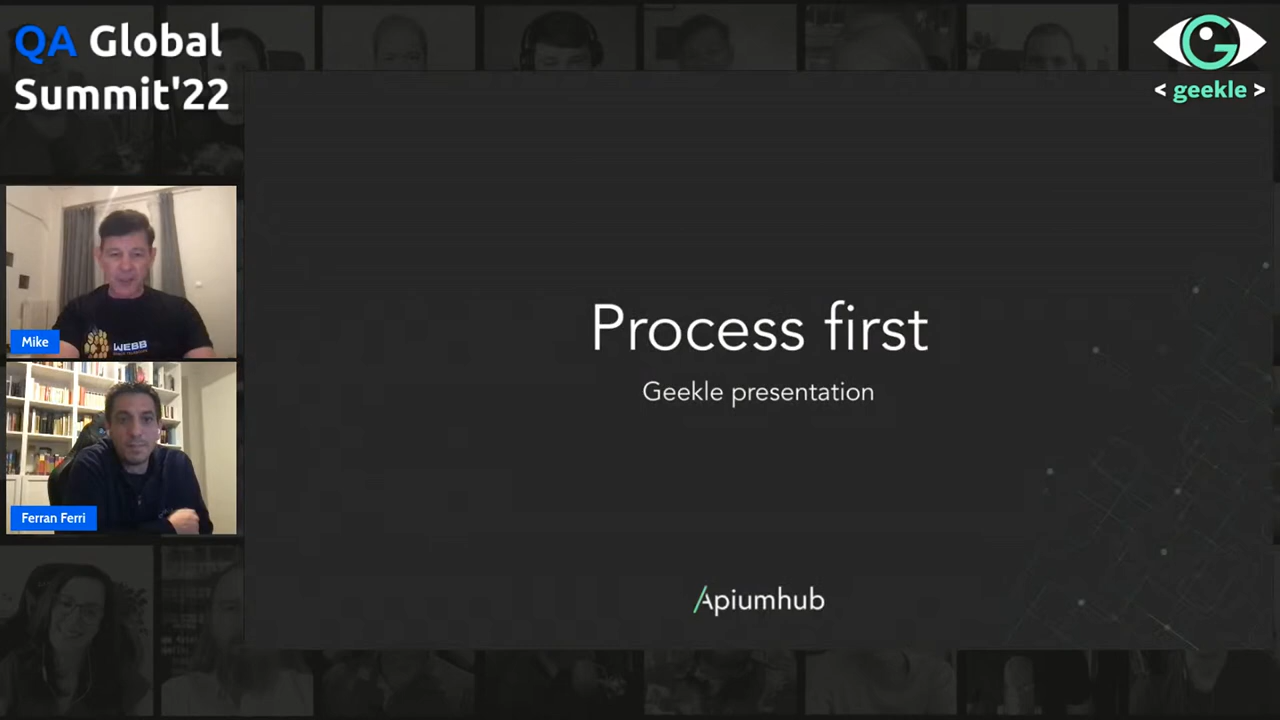 QA Global
Summit'22
< geekle >
Mike
WEBB
Ferran Ferri
Process first
Geekle presentation
Apiumhub